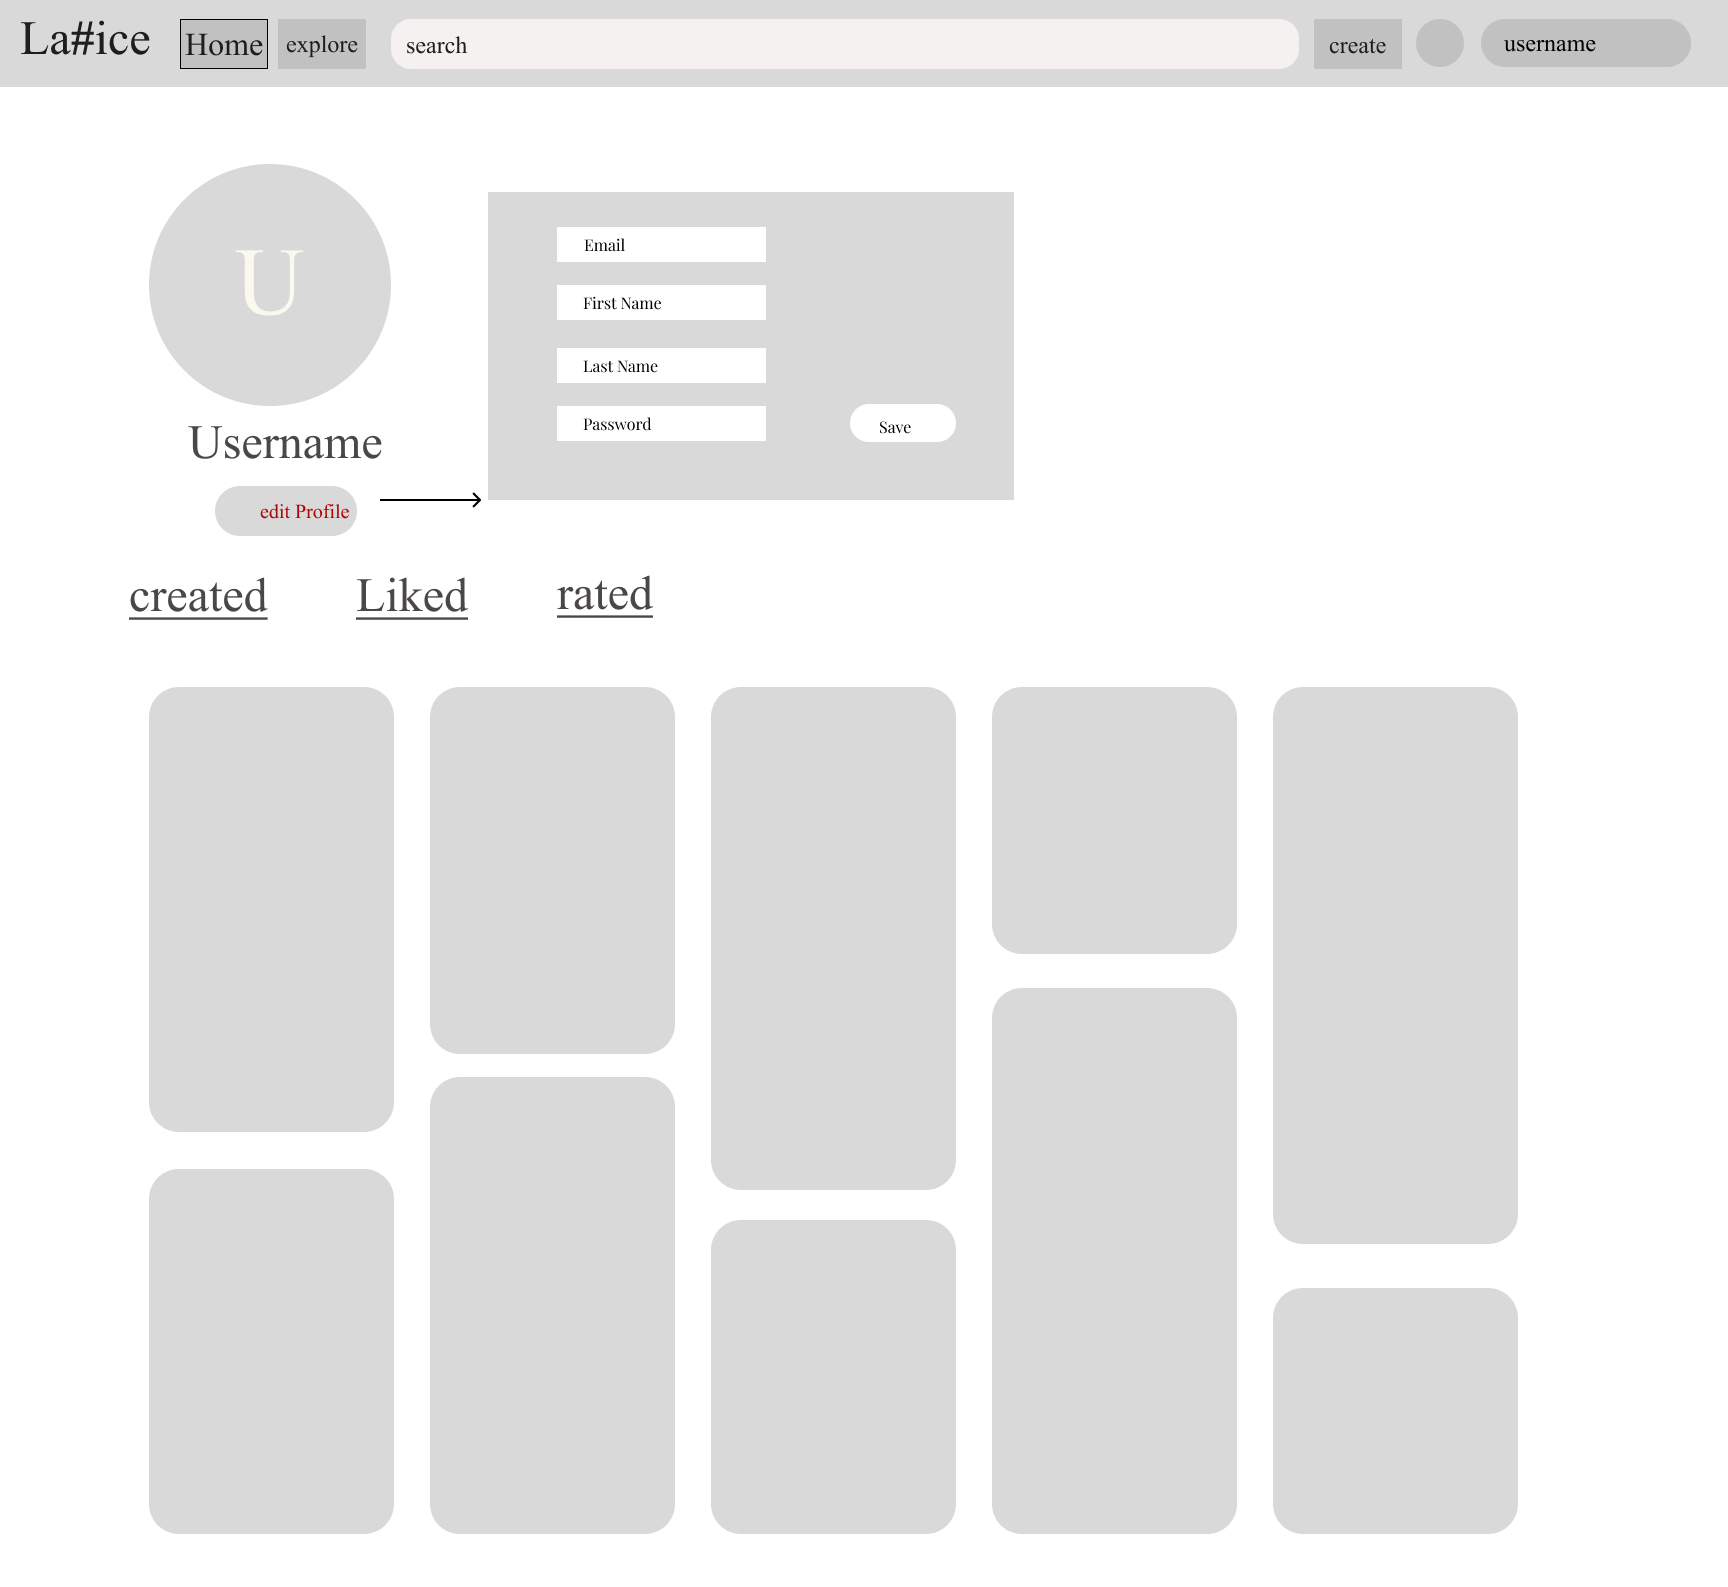 La#ice
Home
explore
search
create
username
U
Username
edit Profile
Email
First Name
Last Name
Password
Save
created
Liked
rated